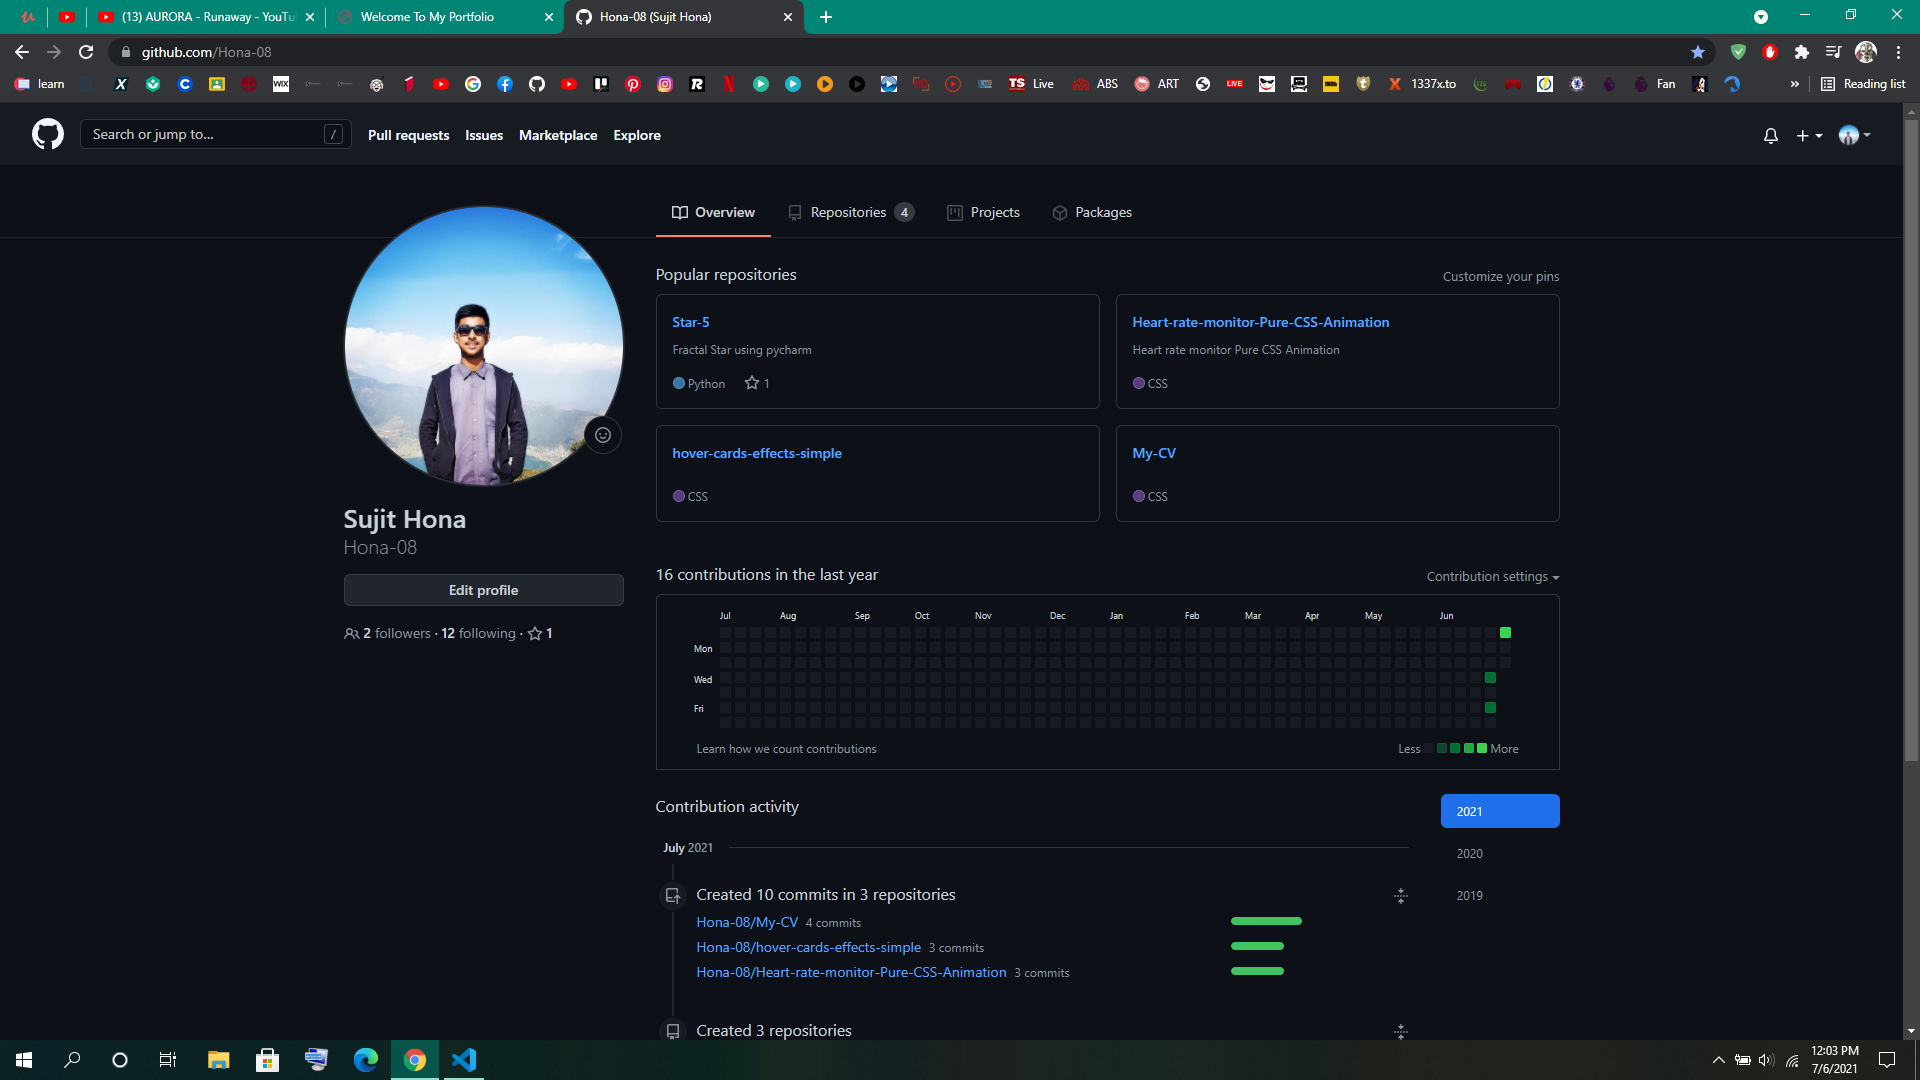 (13) AURORA - Runaway - YouTu
Welcome To My Portfolio
Hona-08 (Sujit Hona)
github.com/Hona-08
learn
WIX
TS Live
ABS
ART
LIVE
1337x.to
Fan
»
Reading list
Search or jump to...
/
Pull requests
Issues
Marketplace
Explore
Overview
Repositories 4
Projects
Packages
Popular repositories
Customize your pins
Star-5
Fractal Star using pycharm
Python 1
Heart-rate-monitor-Pure-CSS-Animation
Heart rate monitor Pure CSS Animation
CSS
hover-cards-effects-simple
CSS
My-CV
CSS
Sujit Hona
Hona-08
Edit profile
2 followers · 12 following · 1
16 contributions in the last year
Contribution settings
Jul Aug Sep Oct Nov Dec Jan Feb Mar Apr May Jun
Mon
Wed
Fri
Learn how we count contributions
Less More
Contribution activity
2021
2020
2019
July 2021
Created 10 commits in 3 repositories
Hona-08/My-CV 4 commits
Hona-08/hover-cards-effects-simple 3 commits
Hona-08/Heart-rate-monitor-Pure-CSS-Animation 3 commits
Created 3 repositories
12:03 PM
7/6/2021